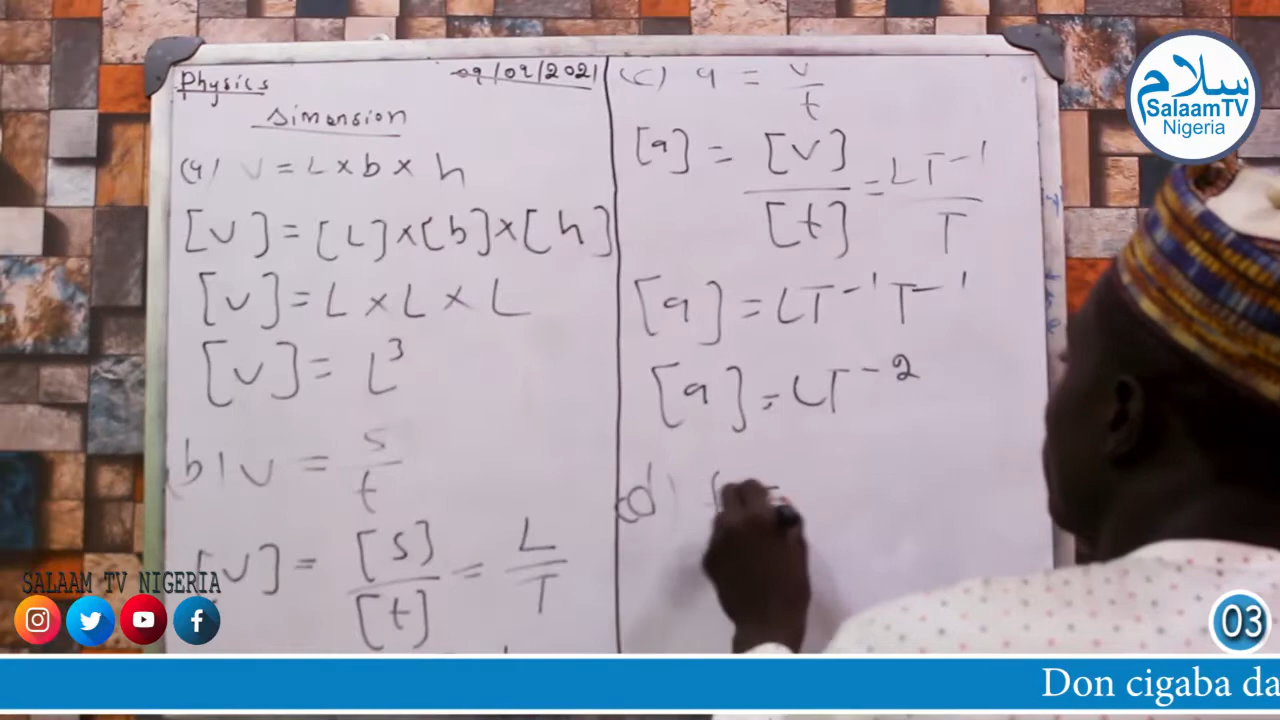 Physics
09/02/2021
Dimension
(a) V = L × b × h
[V] = [L] × [b] × [h]
[V] = L × L × L
[V] = L³
(b) V = s/t
[V] = [s]/[t] = L/T
(c) a = v/t
[a] = [v]/[t] = LT⁻¹/T
[a] = LT⁻¹ T⁻¹
[a] = LT⁻²
d)
سلام
SalaamTV
Nigeria
SALAAM TV NIGERIA
03
Don cigaba da